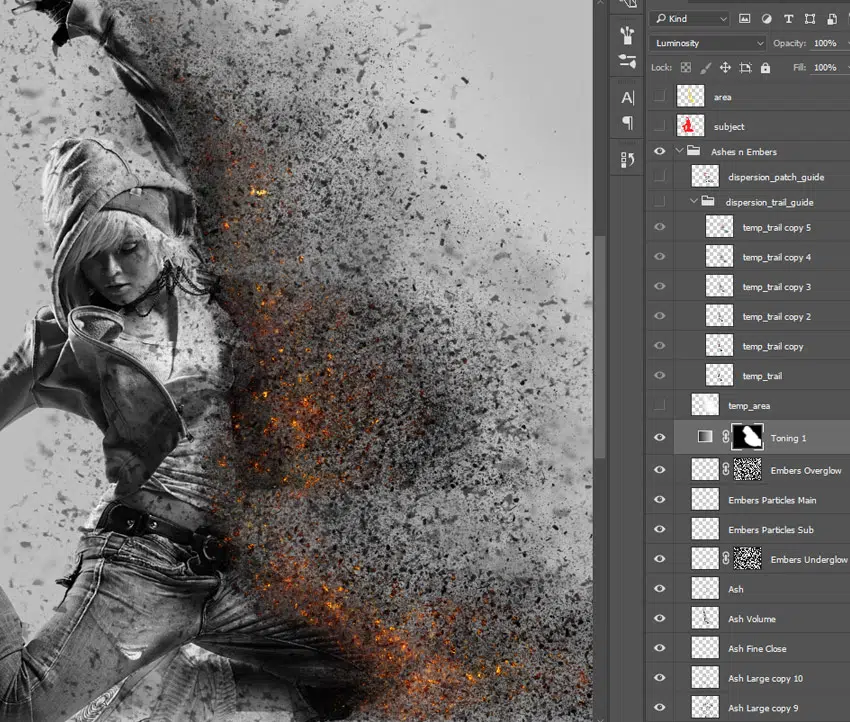 Kind
Luminosity Opacity: 100%
Lock: Fill: 100%
area
subject
Ashes n Embers
dispersion_patch_guide
dispersion_trail_guide
temp_trail copy 5
temp_trail copy 4
temp_trail copy 3
temp_trail copy 2
temp_trail copy
temp_trail
temp_area
Toning 1
Embers Overglow
Embers Particles Main
Embers Particles Sub
Embers Underglow
Ash
Ash Volume
Ash Fine Close
Ash Large copy 10
Ash Large copy 9